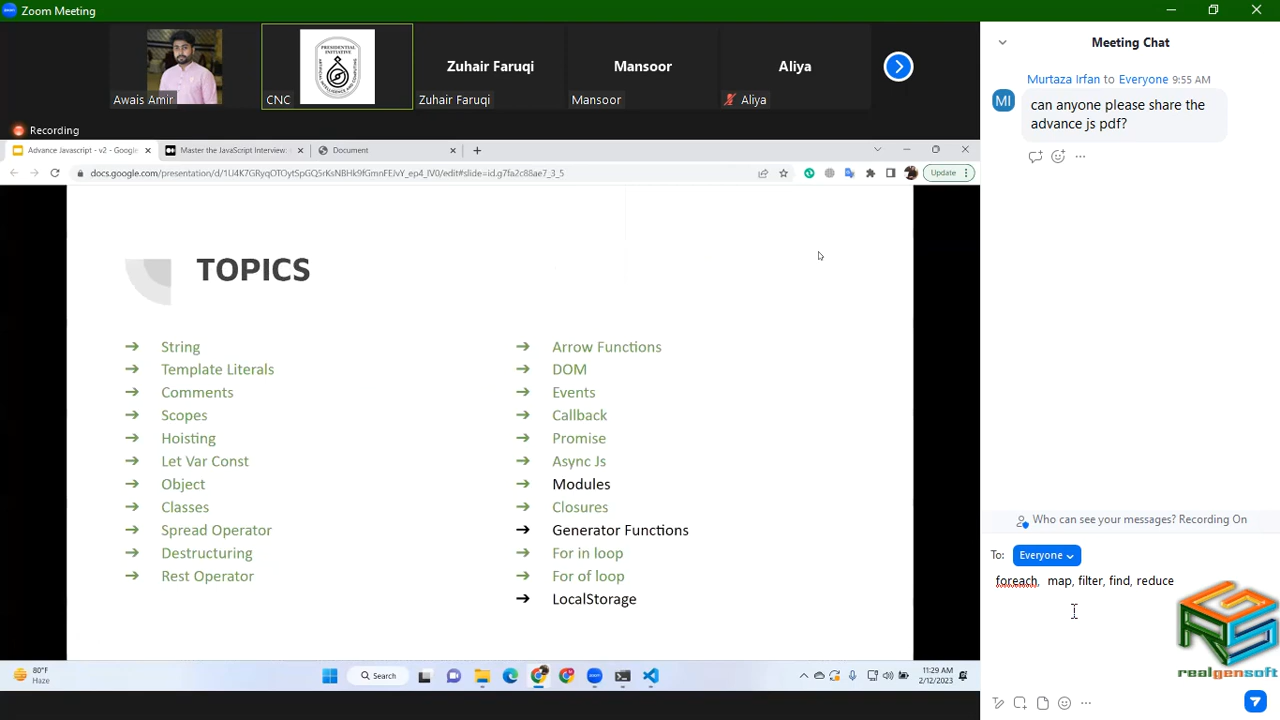 Zoom Meeting
Awais Amir
PRESIDENTIAL INITIATIVE
CNC
Zuhair Faruqi
Zuhair Faruqi
Mansoor
Mansoor
Aliya
Aliya
Recording
Advance Javascript - v2 - Google
Master the JavaScript Interview:
Document
docs.google.com/presentation/d/1U4K7GRyqOTOytSpGQ5rKsNBHk9fGmnFEJvY_ep4_IV0/edit#slide=id.g7fa2c88ae7_3_5
Update
TOPICS
String
Template Literals
Comments
Scopes
Hoisting
Let Var Const
Object
Classes
Spread Operator
Destructuring
Rest Operator
Arrow Functions
DOM
Events
Callback
Promise
Async Js
Modules
Closures
Generator Functions
For in loop
For of loop
LocalStorage
80°F
Haze
Search
11:29 AM
2/12/2023
Meeting Chat
Murtaza Irfan to Everyone 9:55 AM
MI
can anyone please share the
advance js pdf?
Who can see your messages? Recording On
To: Everyone
foreach, map, filter, find, reduce
realgensoft